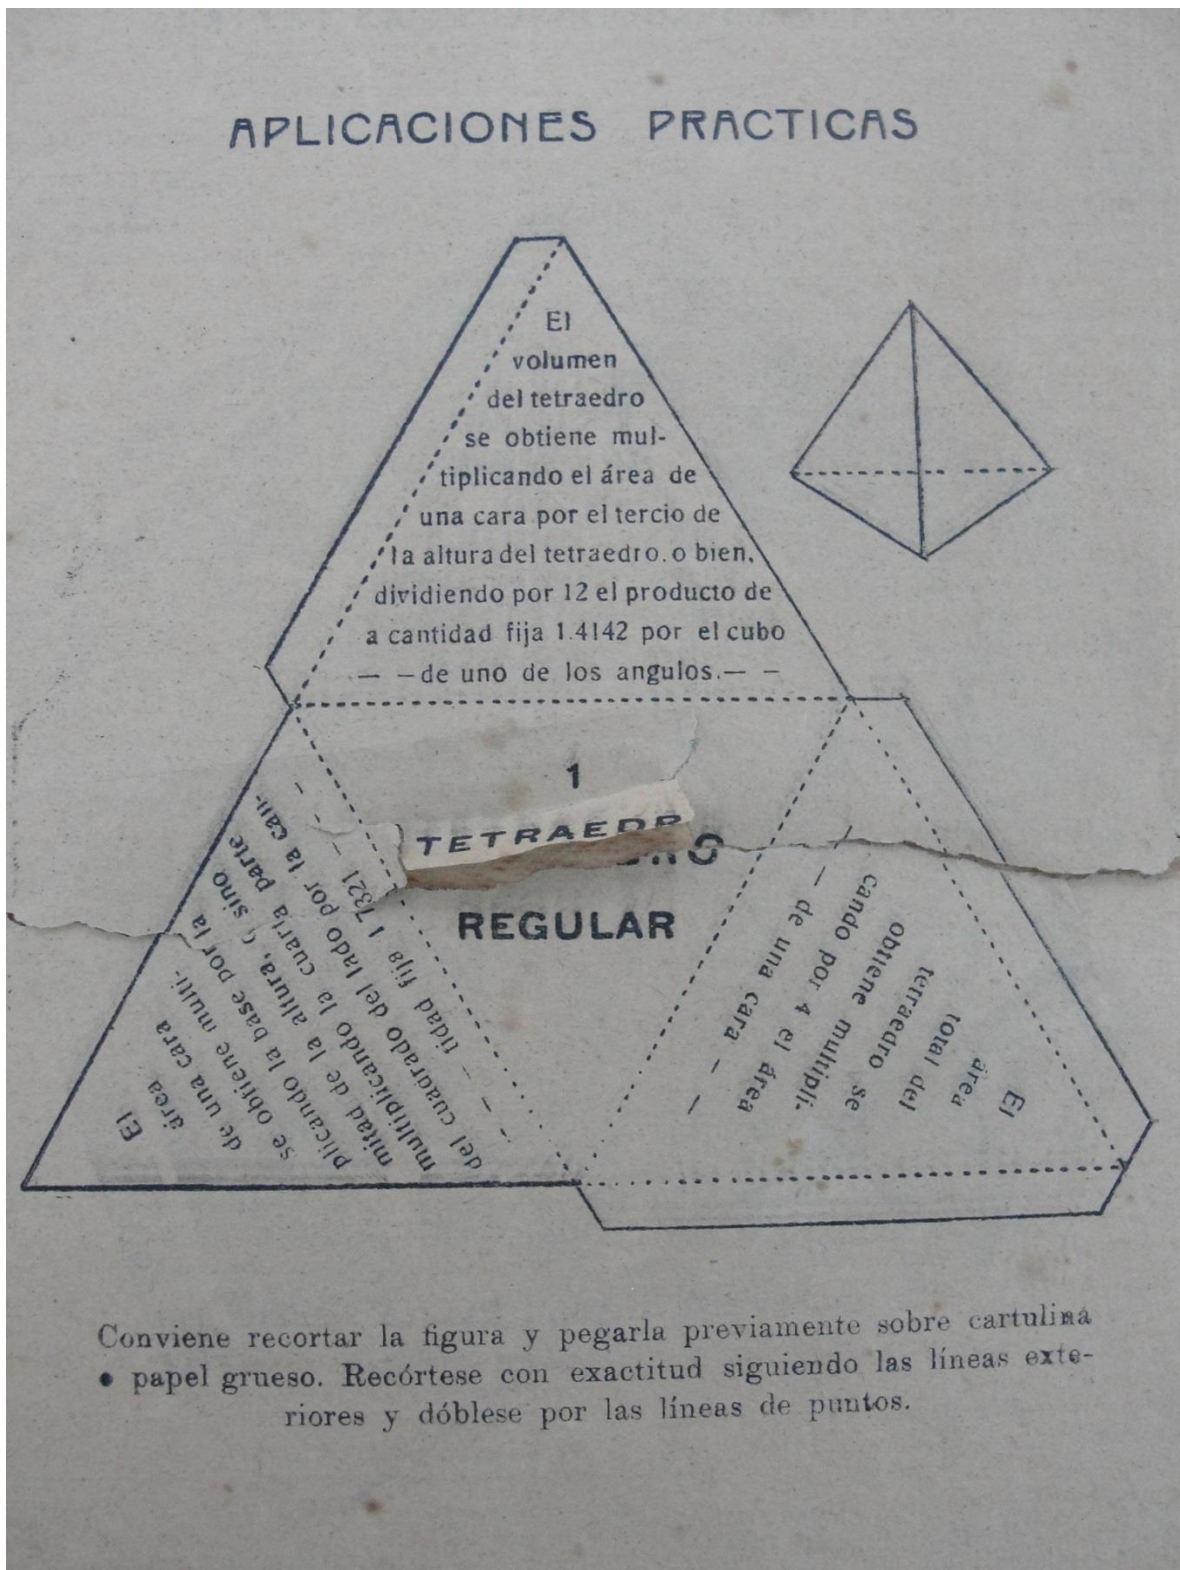 APLICACIONES PRACTICAS
El
volumen
del tetraedro
se obtiene mul-
tiplicando el área de
una cara por el tercio de
la altura del tetraedro. o bien,
dividiendo por 12 el producto de
a cantidad fija 1.4142 por el cubo
— — de uno de los angulos. — —
1
TETRAEDR
RO
REGULAR
El
área
de una cara
se obtiene multi-
plicando la base por la
mitad de la altura, ó sino,
multiplicando la cuarta parte
del cuadrado del lado por la can-
— — tidad fija 1 7321 — —
El
área
total del
tetraedro se
obtiene multipli-
cando por 4 el área
— — de una cara — —
Conviene recortar la figura y pegarla previamente sobre cartulina
• papel grueso. Recórtese con exactitud siguiendo las líneas exte-
riores y dóblese por las líneas de puntos.